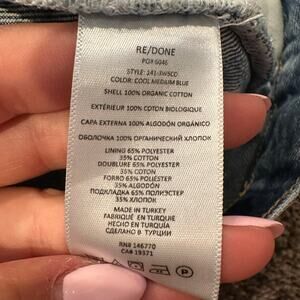 RE/DONE
PO# 6046
STYLE: 141-3W5CO
COLOR: COOL MEDIUM BLUE
SHELL 100% ORGANIC COTTON
EXTÉRIEUR 100% COTON BIOLOGIQUE
CAPA EXTERNA 100% ALGODÓN ORGÁNICO
ОБОЛОЧКА 100% ОРГАНИЧЕСКИЙ ХЛОПОК
LINING 65% POLYESTER
35% COTTON
DOUBLURE 65% POLYESTER
35% COTON
FORRO 65% POLIÉSTER
35% ALGODÓN
ПОДКЛАДКА 65% ПОЛИЭСТЕР
35% ХЛОПОК
MADE IN TURKEY
FABRIQUÉ EN TURQUIE
HECHO EN TURQUÍA
СДЕЛАНО В ТУРЦИИ
RN# 146770
CA# 19371